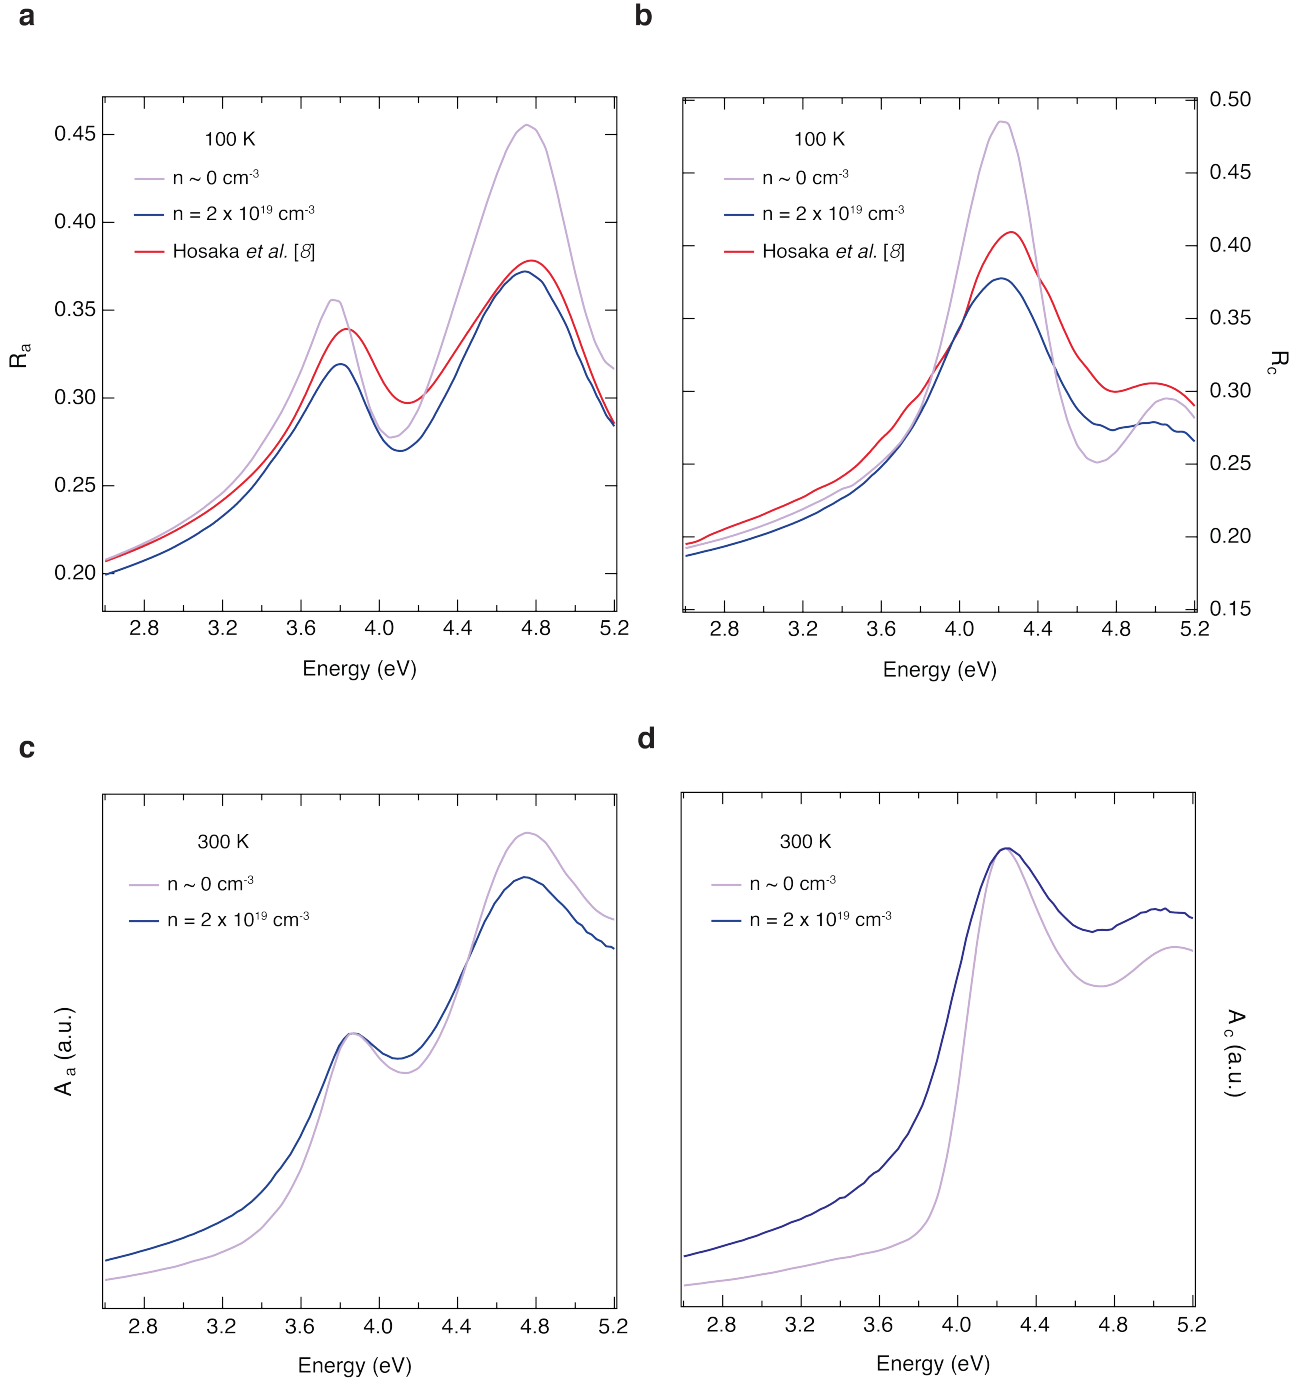 a
100 K
n ~ 0 cm⁻³
n = 2 x 10¹⁹ cm⁻³
Hosaka et al. [8]
0.45
0.40
0.35
0.30
0.25
0.20
Rₐ
2.8 3.2 3.6 4.0 4.4 4.8 5.2
Energy (eV)
b
100 K
n ~ 0 cm⁻³
n = 2 x 10¹⁹ cm⁻³
Hosaka et al. [8]
0.50
0.45
0.40
0.35
0.30
0.25
0.20
0.15
R_c
2.8 3.2 3.6 4.0 4.4 4.8 5.2
Energy (eV)
c
300 K
n ~ 0 cm⁻³
n = 2 x 10¹⁹ cm⁻³
A ₐ (a.u.)
2.8 3.2 3.6 4.0 4.4 4.8 5.2
Energy (eV)
d
300 K
n ~ 0 cm⁻³
n = 2 x 10¹⁹ cm⁻³
A _c (a.u.)
2.8 3.2 3.6 4.0 4.4 4.8 5.2
Energy (eV)